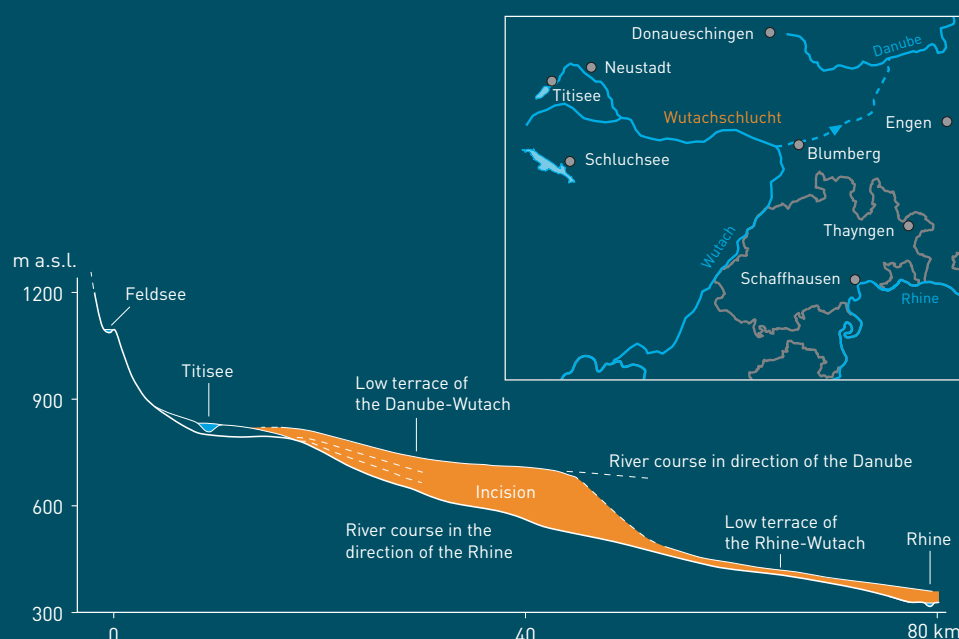 Donaueschingen
Danube
Neustadt
Titisee
Wutachschlucht
Engen
Blumberg
Schluchsee
Thayngen
Wutach
Schaffhausen
Rhine
m a.s.l.
1200
Feldsee
Titisee
900
Low terrace of
the Danube-Wutach
River course in direction of the Danube
Incision
600
River course in the
direction of the Rhine
Low terrace of
the Rhine-Wutach
Rhine
300
0
40
80 km